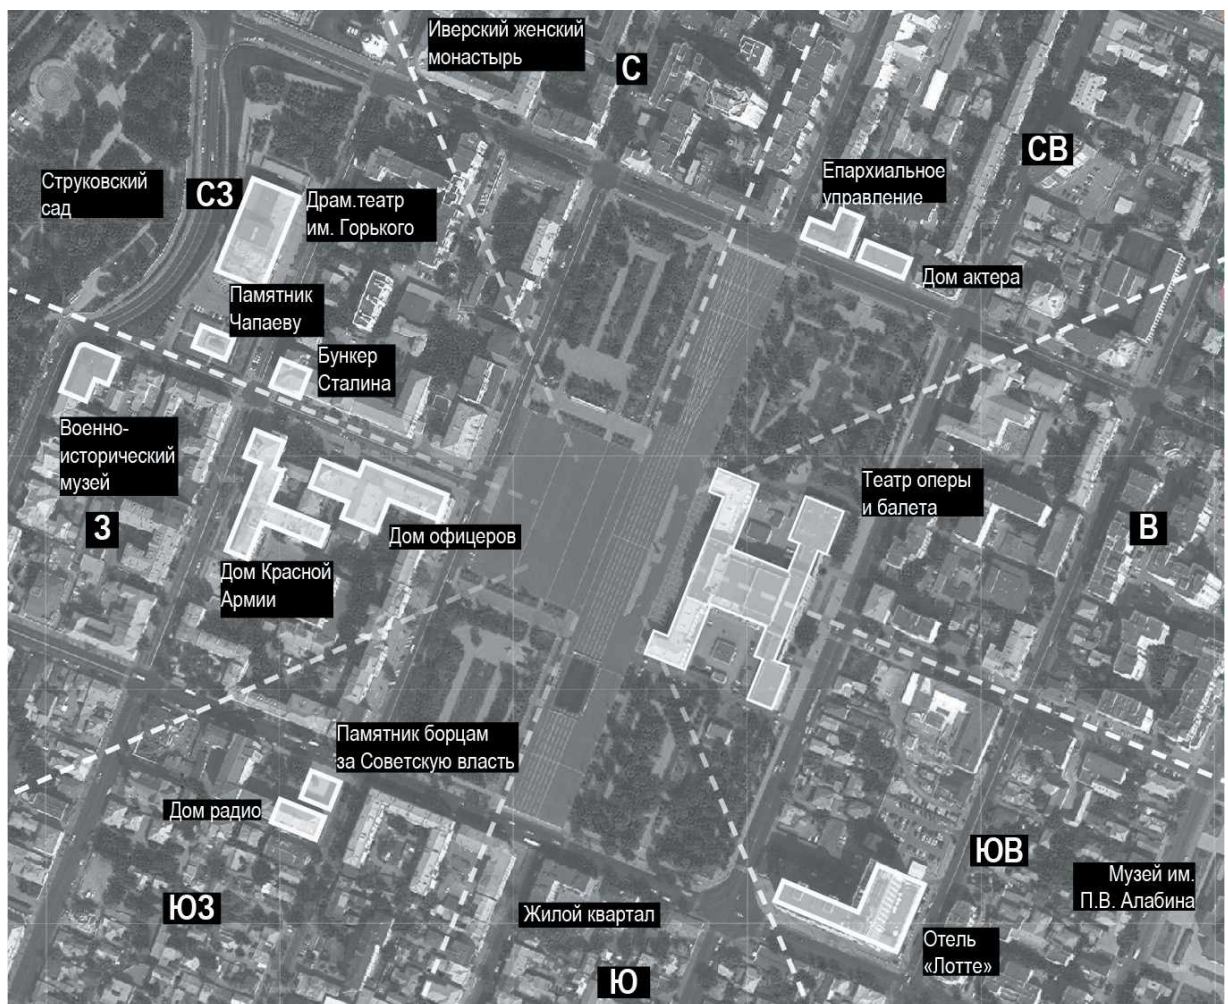 Иверский женский
монастырь
С
СВ
Епархиальное
управление
Струковский
сад
СЗ
Драм.театр
им. Горького
Дом актера
Памятник
Чапаеву
Бункер
Сталина
Военно-
исторический
музей
З
Театр оперы
и балета
В
Дом офицеров
Дом Красной
Армии
Памятник борцам
за Советскую власть
Дом радио
ЮЗ
Жилой квартал
Ю
ЮВ
Музей им.
П.В. Алабина
Отель
«Лотте»